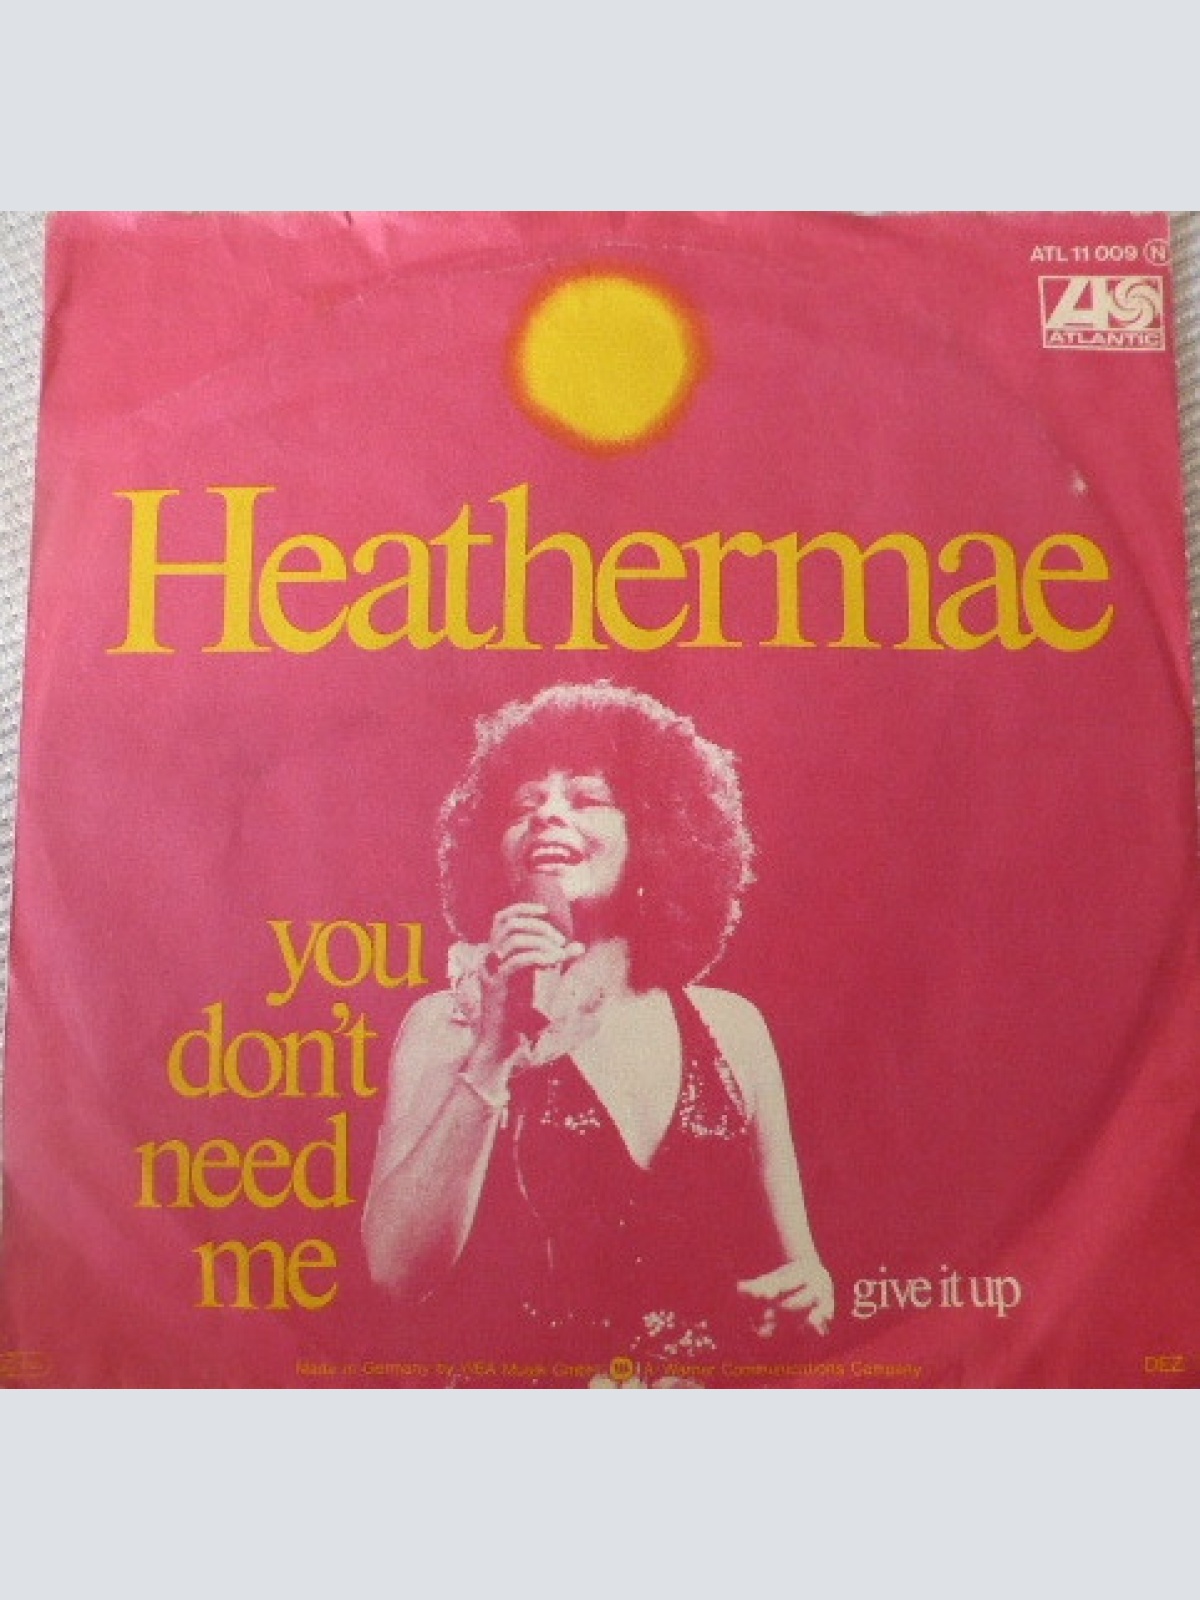 ATL 11 009 N
ATLANTIC
Heathermae
you
don't
need
me
give it up
Made in Germany by WEA Musik GmbH A Warner Communications Company
DEZ